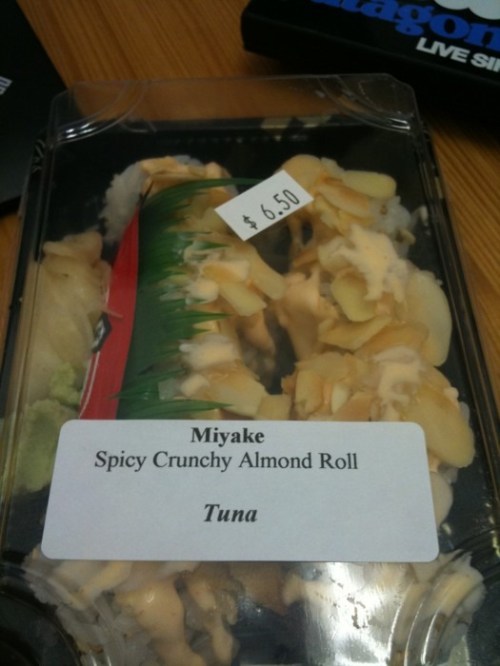 LIVE
$ 6.50
Miyake
Spicy Crunchy Almond Roll
Tuna